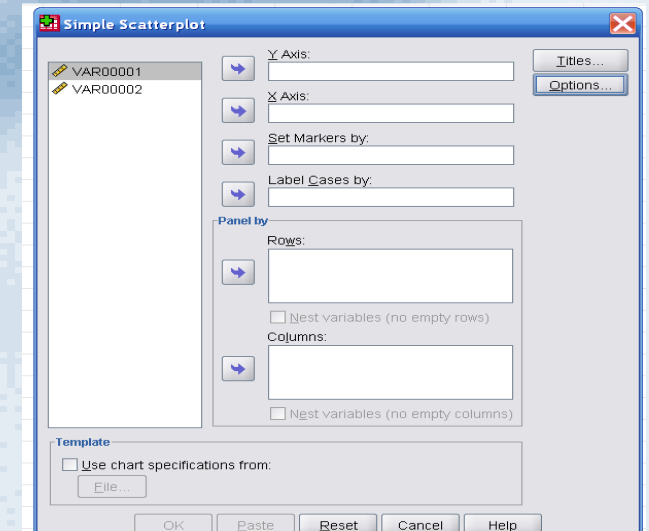 Simple Scatterplot
VAR00001
VAR00002
Y Axis:
X Axis:
Set Markers by:
Label Cases by:
Panel by
Rows:
Nest variables (no empty rows)
Columns:
Nest variables (no empty columns)
Titles...
Options...
Template
Use chart specifications from:
File...
OK Paste Reset Cancel Help